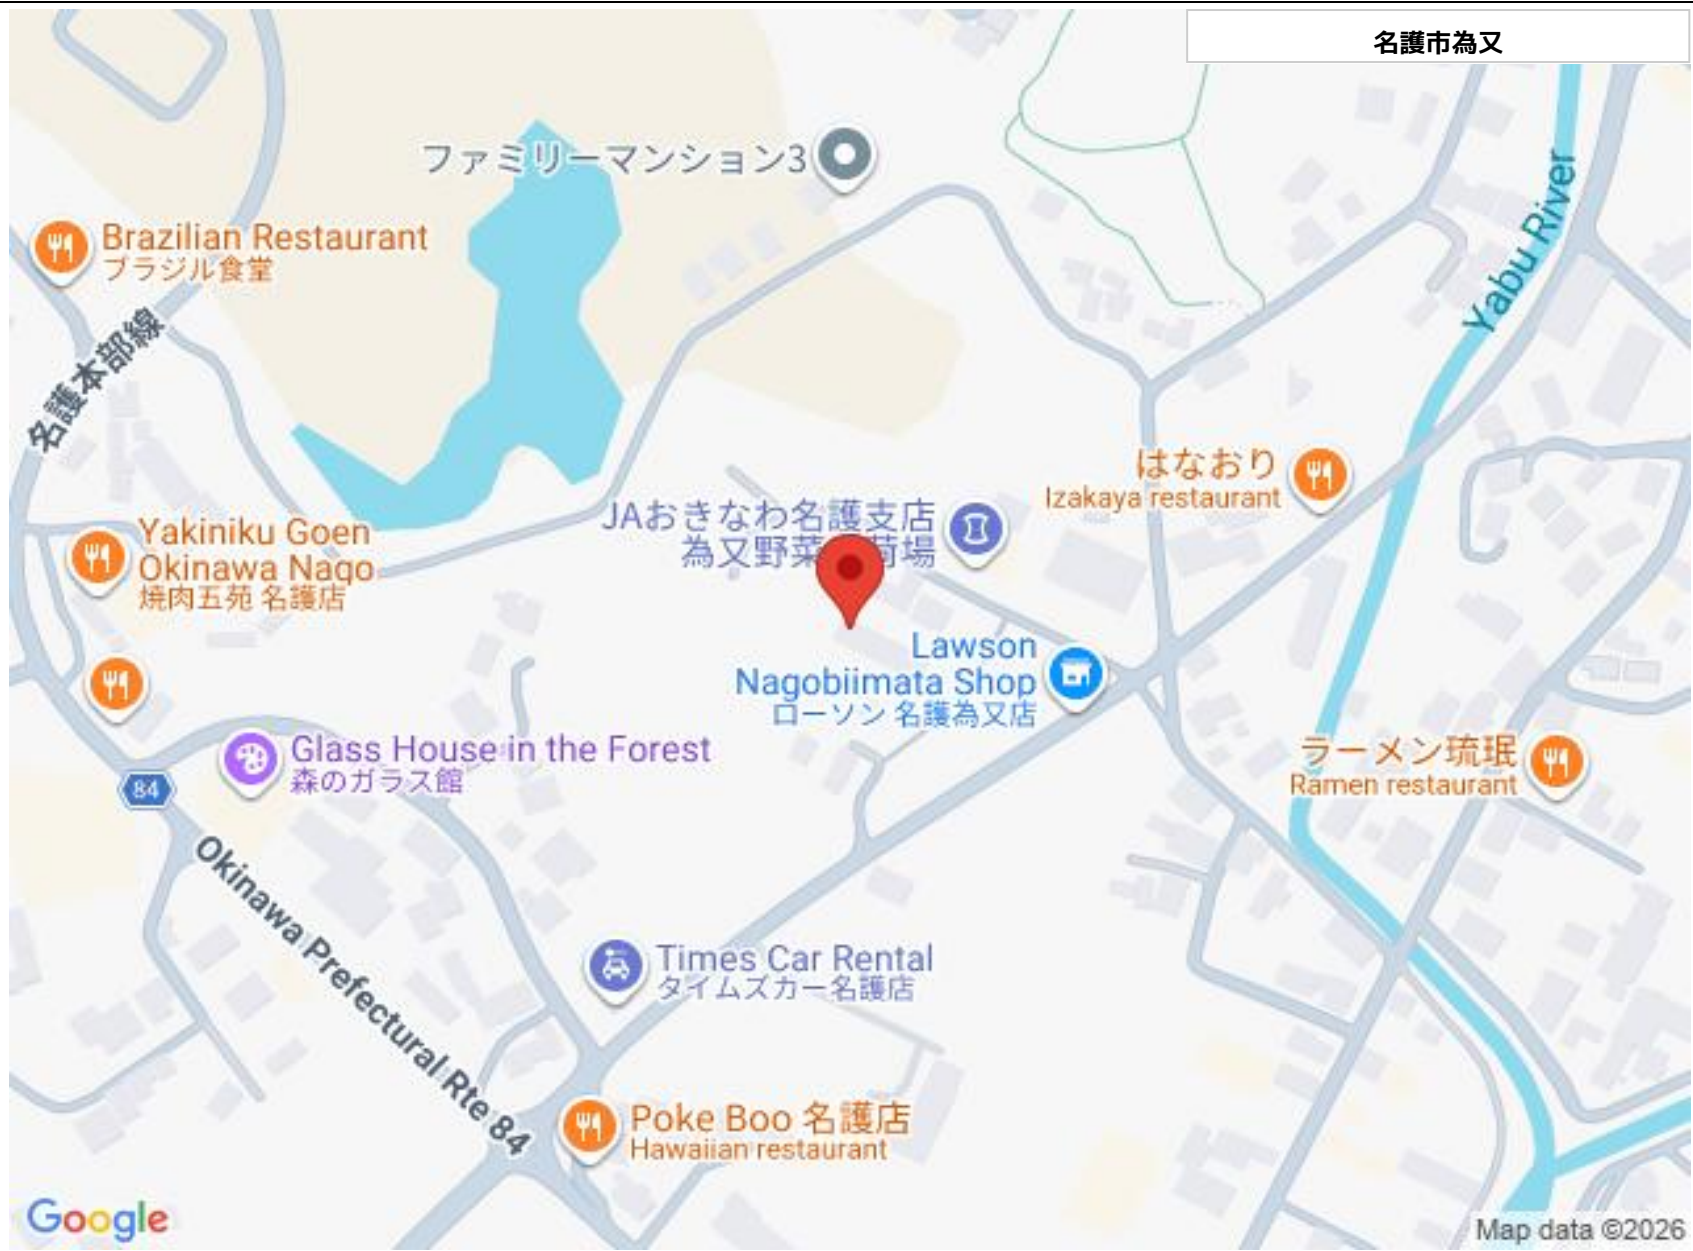 名護市為又
ファミリーマンション3
Brazilian Restaurant
ブラジル食堂
Yabu River
名護本部線
はなおり
Izakaya restaurant
JAおきなわ名護支店
為又野菜 荷場
Yakiniku Goen
Okinawa Nago
焼肉五苑 名護店
Lawson
Nagobiimata Shop
ローソン 名護為又店
Glass House in the Forest
森のガラス館
ラーメン琉珉
Ramen restaurant
84
Okinawa Prefectural Rte 84
Times Car Rental
タイムズカー名護店
Poke Boo 名護店
Hawaiian restaurant
Google
Map data ©2026